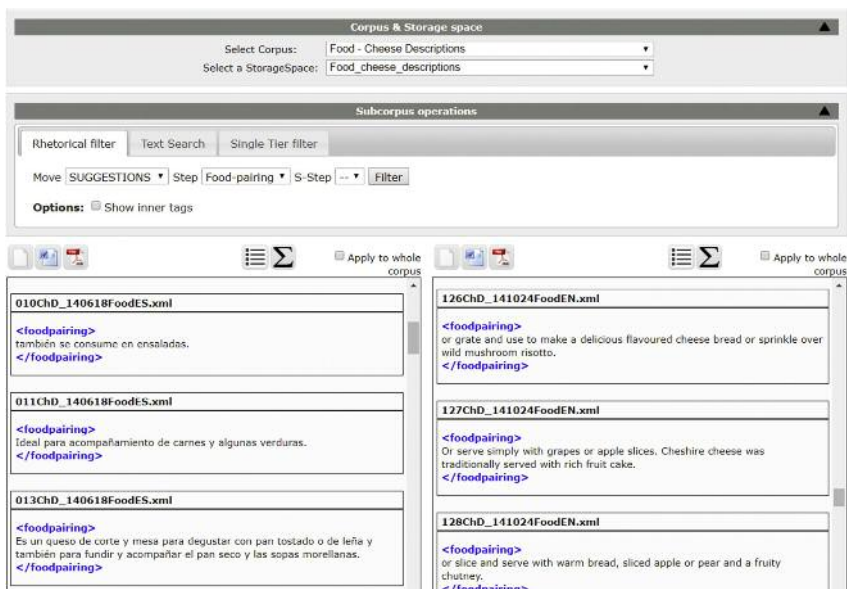 Corpus & Storage space
Select Corpus: Food - Cheese Descriptions
Select a StorageSpace: Food_cheese_descriptions
Subcorpus operations
Rhetorical filter Text Search Single Tier filter
Move SUGGESTIONS Step Food-pairing S-Step -- Filter
Options: Show inner tags
Apply to whole
corpus
010ChD_140618FoodES.xml
<foodpairing>
también se consume en ensaladas.
</foodpairing>
011ChD_140618FoodES.xml
<foodpairing>
Ideal para acompañamiento de carnes y algunas verduras.
</foodpairing>
013ChD_140618FoodES.xml
<foodpairing>
Es un queso de corte y mesa para degustar con pan tostado o de leña y
también para fundir y acompañar el pan seco y las sopas morellanas.
</foodpairing>
Apply to whole
corpus
126ChD_141024FoodEN.xml
<foodpairing>
or grate and use to make a delicious flavoured cheese bread or sprinkle over
wild mushroom risotto.
</foodpairing>
127ChD_141024FoodEN.xml
<foodpairing>
Or serve simply with grapes or apple slices. Cheshire cheese was
traditionally served with rich fruit cake.
</foodpairing>
128ChD_141024FoodEN.xml
<foodpairing>
or slice and serve with warm bread, sliced apple or pear and a fruity
chutney.
</foodpairing>